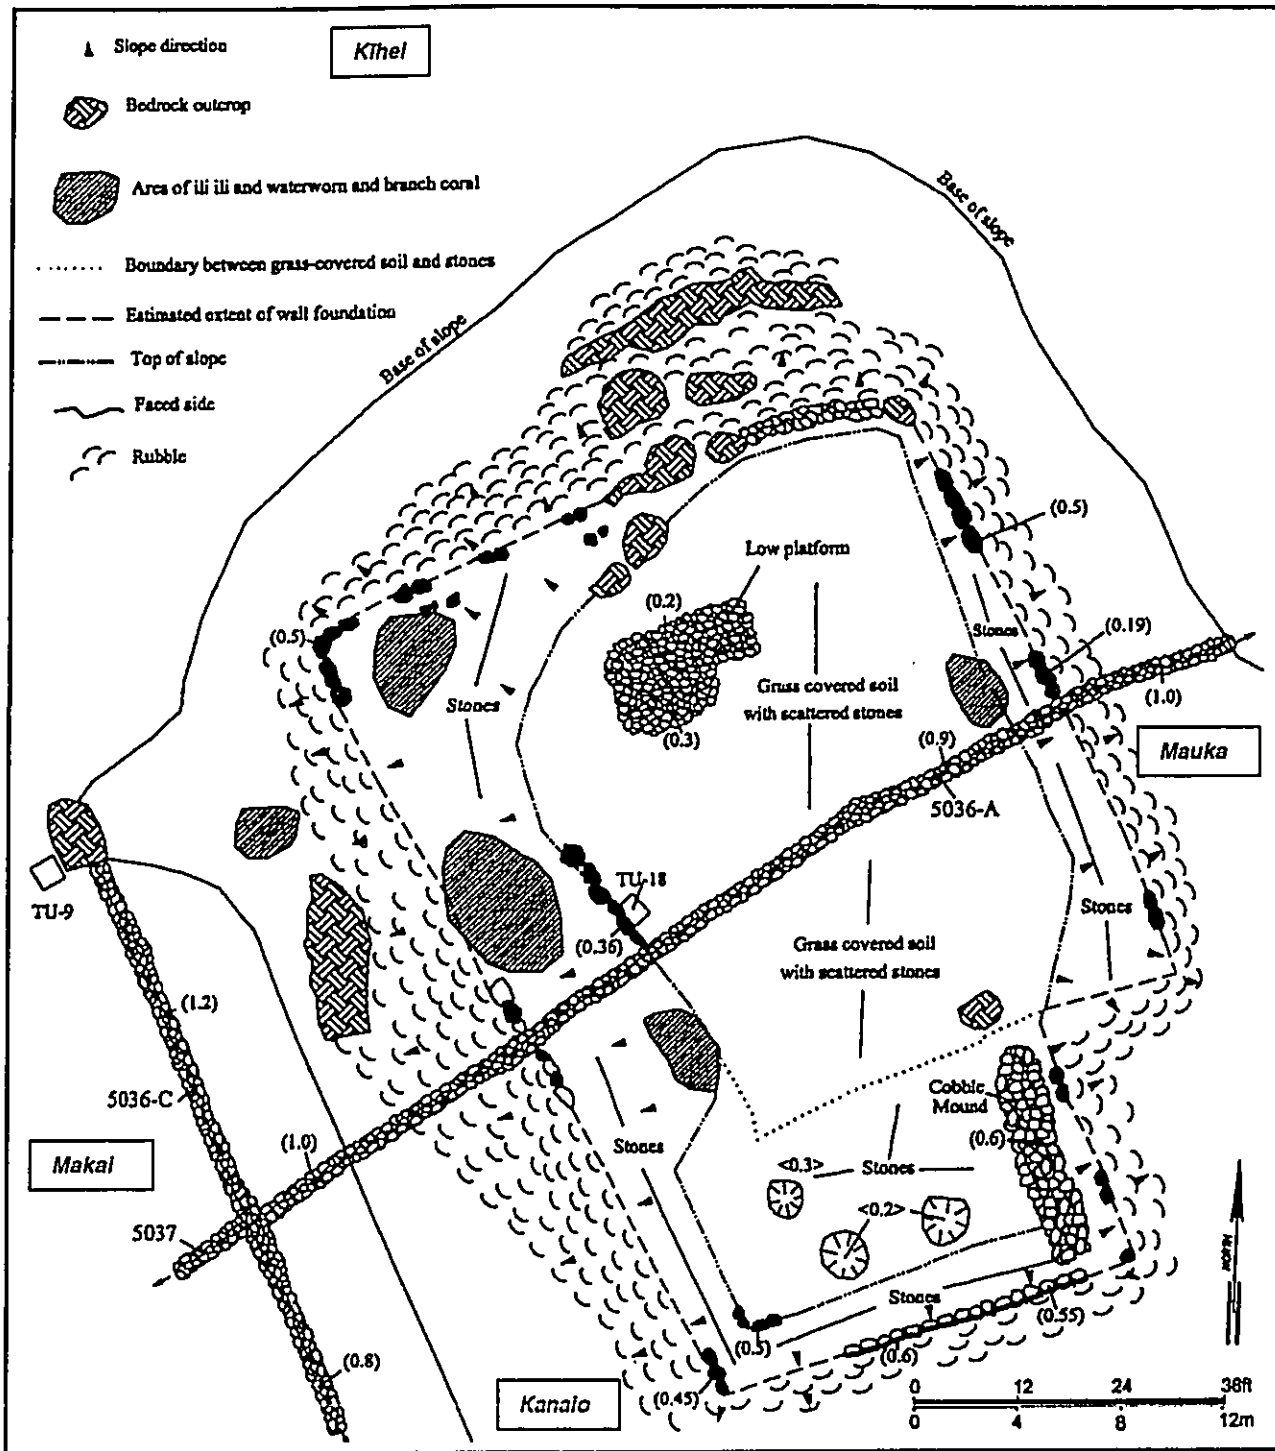 Kīhei
Slope direction
Bedrock outcrop
Area of ili ili and waterworn and branch coral
Boundary between grass-covered soil and stones
Estimated extent of wall foundation
Top of slope
Faced side
Rubble
Base of slope
Base of slope
(0.5)
Low platform
(0.2)
(0.5)
Stones
(0.19)
Stones
Grass covered soil
with scattered stones
(0.3)
(1.0)
(0.9)
Mauka
5036-A
TU-9
TU-18
(0.36)
Stones
Grass covered soil
with scattered stones
(1.2)
5036-C
Cobble
Mound
(0.6)
(1.0)
Stones
Makai
<0.3>
Stones
<0.2>
5037
NORTH
Stones
(0.5)
(0.55)
(0.6)
(0.8)
(0.45)
Kanaio
0 12 24 36ft
0 4 8 12m